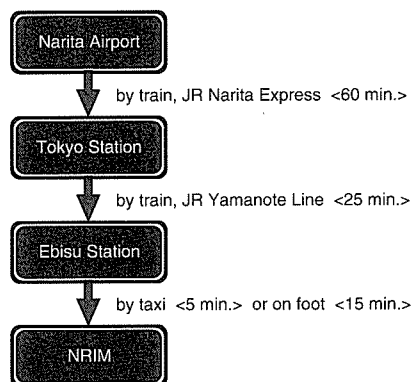 Narita Airport
by train, JR Narita Express <60 min.>
Tokyo Station
by train, JR Yamanote Line <25 min.>
Ebisu Station
by taxi <5 min.> or on foot <15 min.>
NRIM